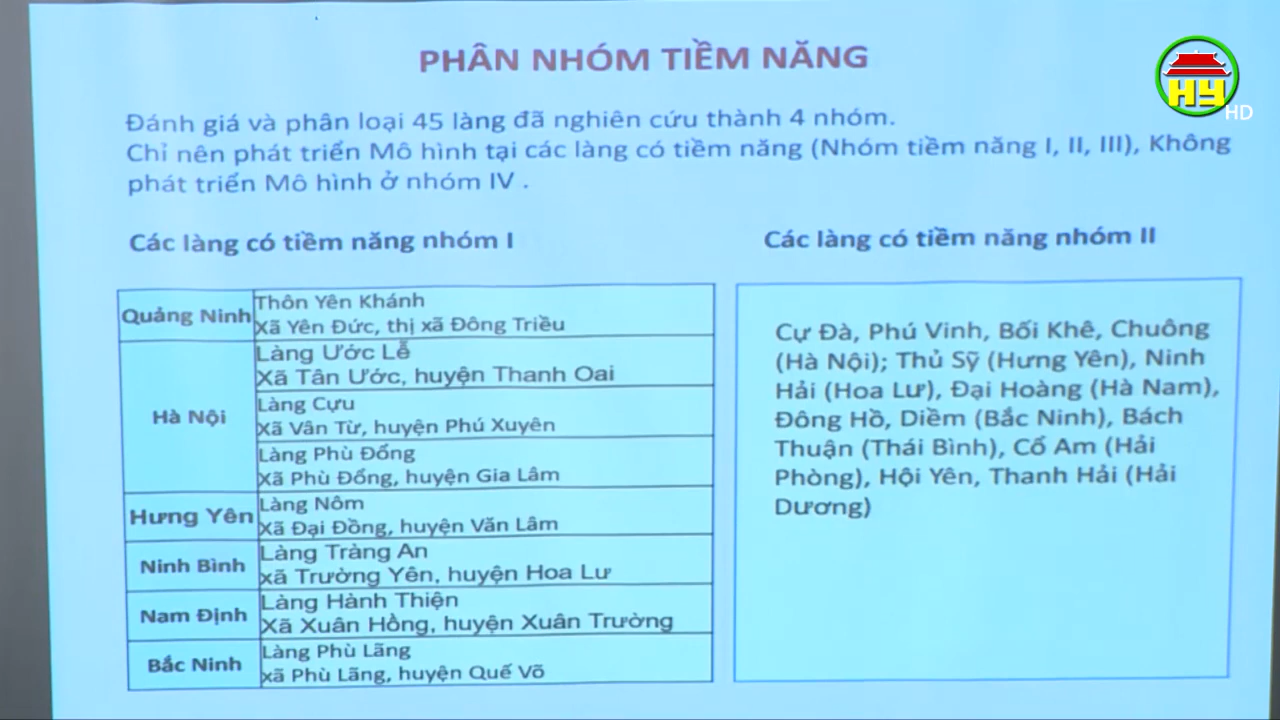 PHÂN NHÓM TIỀM NĂNG
HY
HD
Đánh giá và phân loại 45 làng đã nghiên cứu thành 4 nhóm.
Chỉ nên phát triển Mô hình tại các làng có tiềm năng (Nhóm tiềm năng I, II, III), Không
phát triển Mô hình ở nhóm IV .
Các làng có tiềm năng nhóm I
Quảng Ninh
Thôn Yên Khánh
Xã Yên Đức, thị xã Đông Triều
Hà Nội
Làng Ước Lễ
Xã Tân Ước, huyện Thanh Oai
Làng Cựu
Xã Vân Từ, huyện Phú Xuyên
Làng Phù Đổng
Xã Phù Đổng, huyện Gia Lâm
Hưng Yên
Làng Nôm
Xã Đại Đồng, huyện Văn Lâm
Ninh Bình
Làng Tràng An
xã Trường Yên, huyện Hoa Lư
Nam Định
Làng Hành Thiện
Xã Xuân Hồng, huyện Xuân Trường
Bắc Ninh
Làng Phù Lãng
xã Phù Lãng, huyện Quế Võ
Các làng có tiềm năng nhóm II
Cự Đà, Phú Vinh, Bối Khê, Chuông
(Hà Nội); Thủ Sỹ (Hưng Yên), Ninh
Hải (Hoa Lư), Đại Hoàng (Hà Nam),
Đông Hồ, Diềm (Bắc Ninh), Bách
Thuận (Thái Bình), Cổ Am (Hải
Phòng), Hội Yên, Thanh Hải (Hải
Dương)